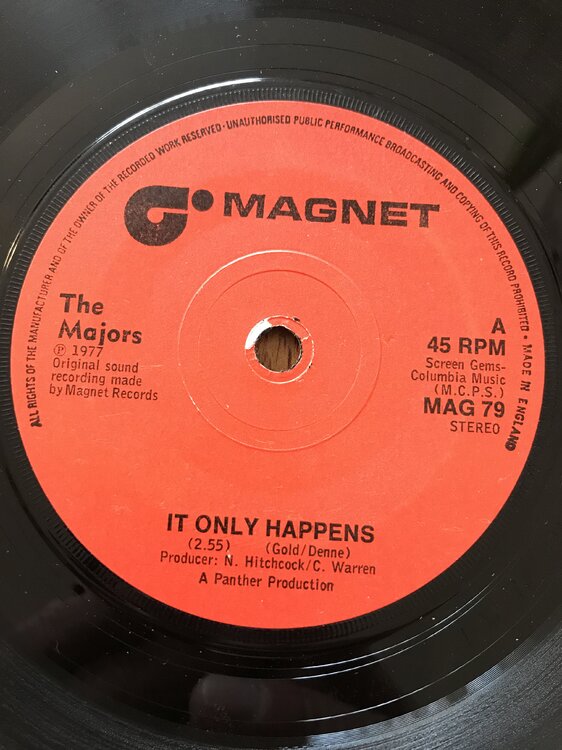 ALL RIGHTS OF THE MANUFACTURER AND OF THE OWNER OF THE RECORDED WORK RESERVED · UNAUTHORISED PUBLIC PERFORMANCE BROADCASTING AND COPYING OF THIS RECORD PROHIBITED • MADE IN ENGLAND
MAGNET
The
Majors
℗ 1977
Original sound
recording made
by Magnet Records
A
45 RPM
Screen Gems-
Columbia Music
(M.C.P.S.)
MAG 79
STEREO
IT ONLY HAPPENS
(2.55) (Gold/Denne)
Producer: N. Hitchcock/C. Warren
A Panther Production